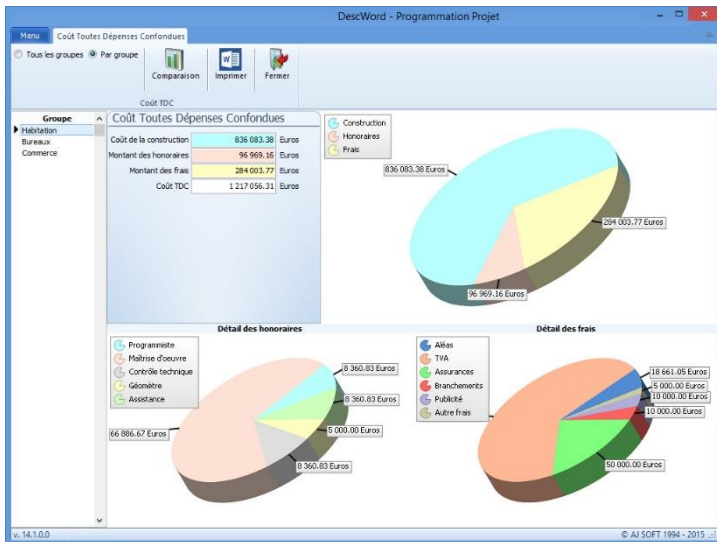 DescWord - Programmation Projet
Menu
Coût Toutes Dépenses Confondues
Tous les groupes
Par groupe
Comparaison
Imprimer
Fermer
Coût TDC
Groupe
Habitation
Bureaux
Commerce
Coût Toutes Dépenses Confondues
Coût de la construction 836 083.38 Euros
Montant des honoraires 96 969.16 Euros
Montant des frais 284 003.77 Euros
Coût TDC 1 217 056.31 Euros
Construction
Honoraires
Frais
836 083.38 Euros
284 003.77 Euros
96 969.16 Euros
Détail des honoraires
Programmiste
Maîtrise d'oeuvre
Contrôle technique
Géomètre
Assistance
8 360.83 Euros
8 360.83 Euros
5 000.00 Euros
66 886.67 Euros
8 360.83 Euros
Détail des frais
Aléas
TVA
Assurances
Branchements
Publicité
Autre frais
18 661.05 Euros
5 000.00 Euros
10 000.00 Euros
10 000.00 Euros
50 000.00 Euros
v. 14.1.0.0
© AJ SOFT 1994 - 2015